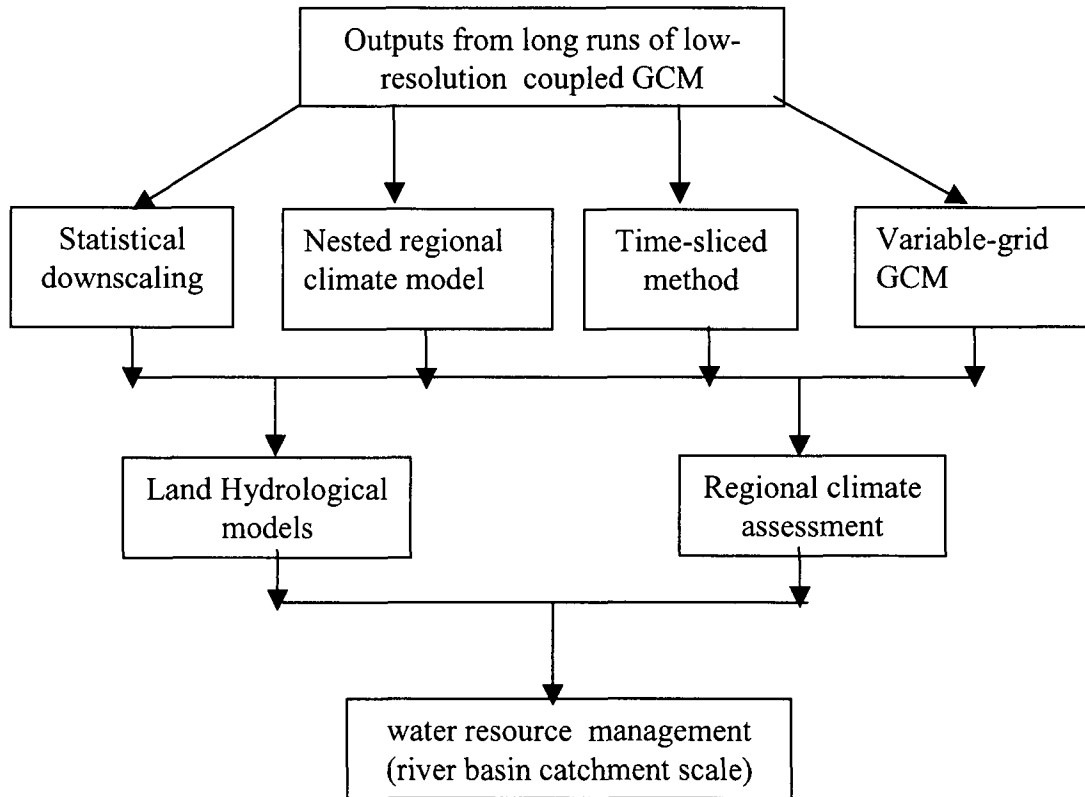 Outputs from long runs of low-
resolution coupled GCM
Statistical
downscaling
Nested regional
climate model
Time-sliced
method
Variable-grid
GCM
Land Hydrological
models
Regional climate
assessment
water resource management
(river basin catchment scale)